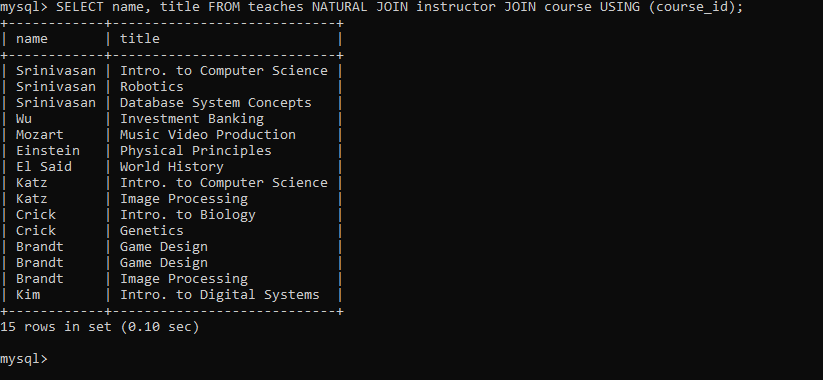 mysql> SELECT name, title FROM teaches NATURAL JOIN instructor JOIN course USING (course_id);
+------------+----------------------------+
| name       | title                      |
+------------+----------------------------+
| Srinivasan | Intro. to Computer Science |
| Srinivasan | Robotics                   |
| Srinivasan | Database System Concepts   |
| Wu         | Investment Banking         |
| Mozart     | Music Video Production     |
| Einstein   | Physical Principles        |
| El Said    | World History              |
| Katz       | Intro. to Computer Science |
| Katz       | Image Processing           |
| Crick      | Intro. to Biology          |
| Crick      | Genetics                   |
| Brandt     | Game Design                |
| Brandt     | Game Design                |
| Brandt     | Image Processing           |
| Kim        | Intro. to Digital Systems  |
+------------+----------------------------+
15 rows in set (0.10 sec)
mysql>